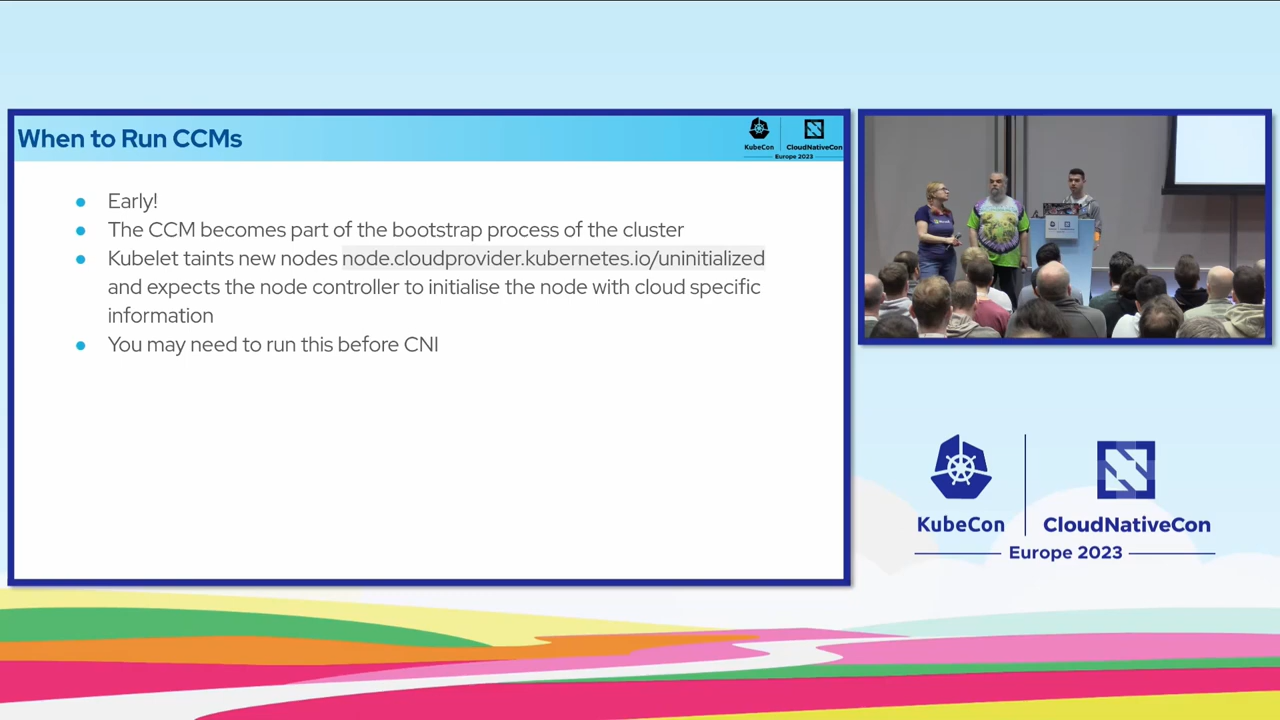 When to Run CCMs
KubeCon
CloudNativeCon
Europe 2023
Early!
The CCM becomes part of the bootstrap process of the cluster
Kubelet taints new nodes node.cloudprovider.kubernetes.io/uninitialized
and expects the node controller to initialise the node with cloud specific
information
You may need to run this before CNI
KubeCon
CloudNativeCon
Europe 2023